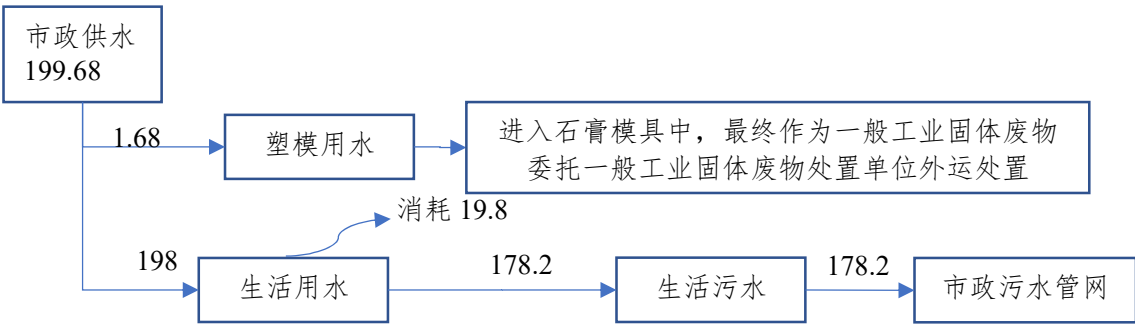 市政供水
199.68
1.68
塑模用水
进入石膏模具中，最终作为一般工业固体废物
委托一般工业固体废物处置单位外运处置
消耗 19.8
198
生活用水
178.2
生活污水
178.2
市政污水管网